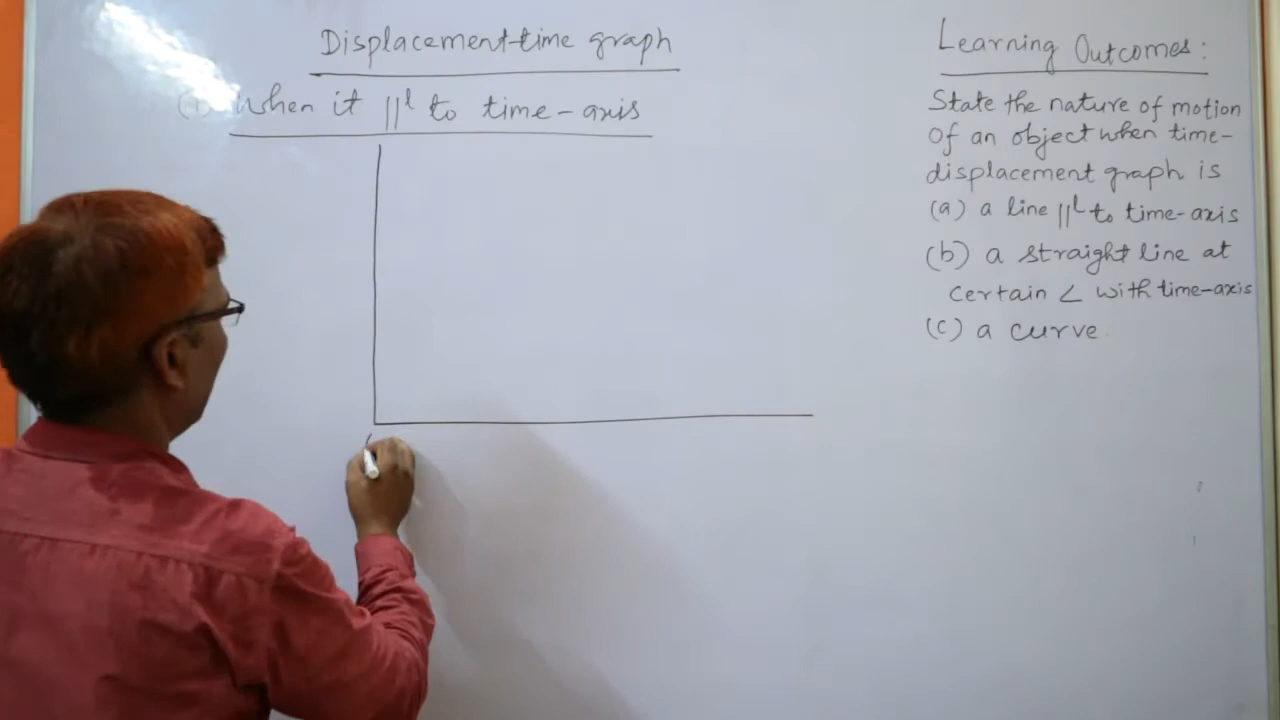 Displacement-time graph
(i) When it ||l to time-axis
Learning Outcomes:
State the nature of motion
of an object when time-
displacement graph is
(a) a line ||l to time-axis
(b) a straight line at
certain ∠ with time-axis
(c) a curve.